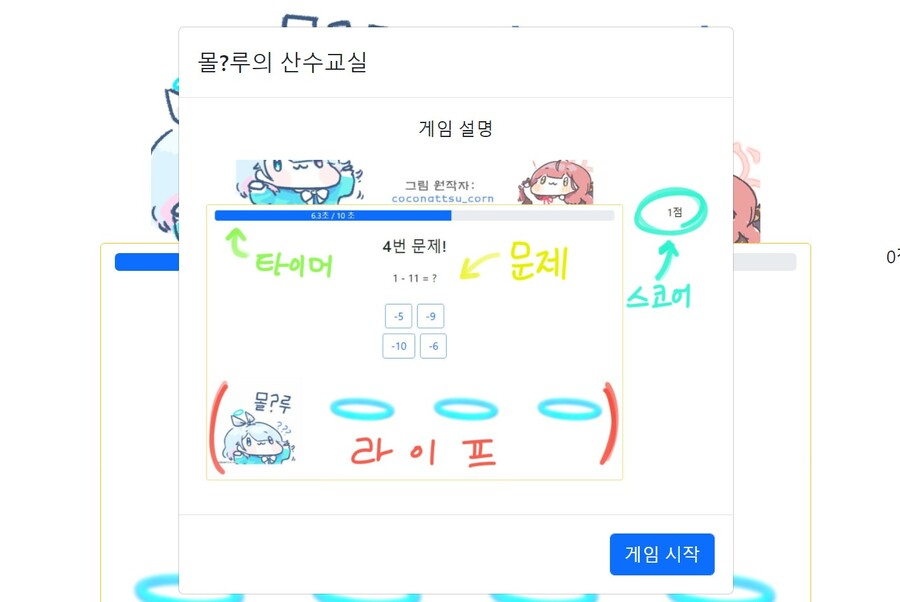 몰?루의 산수교실
게임 설명
그림 원작자:
coconattsu_corn
6.3초 / 10 초
1점
4번 문제!
타이머
문제
1 - 11 = ?
스코어
-5
-9
-10
-6
몰?루
???
라이프
게임 시작